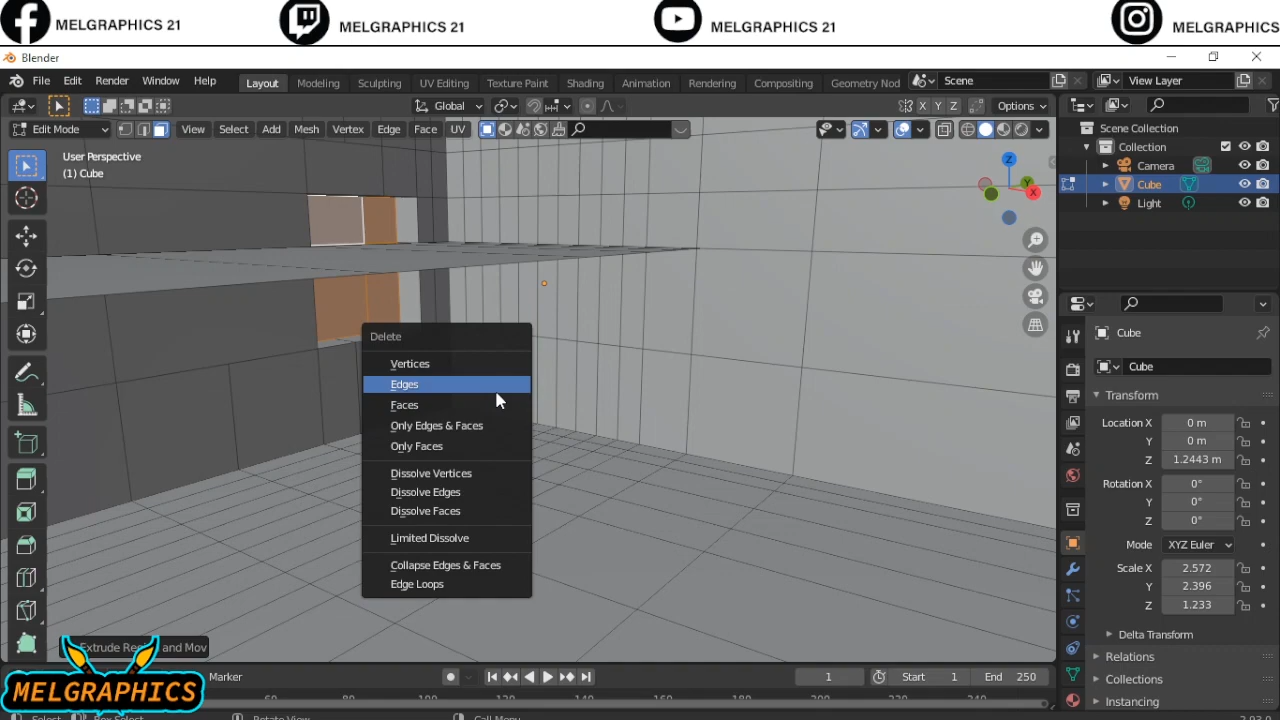 MELGRAPHICS 21 MELGRAPHICS 21 MELGRAPHICS 21 MELGRAPHICS
Blender
File Edit Render Window Help Layout Modeling Sculpting UV Editing Texture Paint Shading Animation Rendering Compositing Geometry Nod Scene View Layer
Global Options
Edit Mode View Select Add Mesh Vertex Edge Face UV
User Perspective
(1) Cube
X Y Z
Z
Y
X
Scene Collection
Collection
Camera
Cube
Light
Delete
Vertices
Edges
Faces
Only Edges & Faces
Only Faces
Dissolve Vertices
Dissolve Edges
Dissolve Faces
Limited Dissolve
Collapse Edges & Faces
Edge Loops
Cube
Cube
Transform
Location X 0 m
Y 0 m
Z 1.2443 m
Rotation X 0°
Y 0°
Z 0°
Mode XYZ Euler
Scale X 2.572
Y 2.396
Z 1.233
Delta Transform
Relations
Collections
Instancing
Extrude Re and Mov
Marker 1 Start 1 End 250
MELGRAPHICS